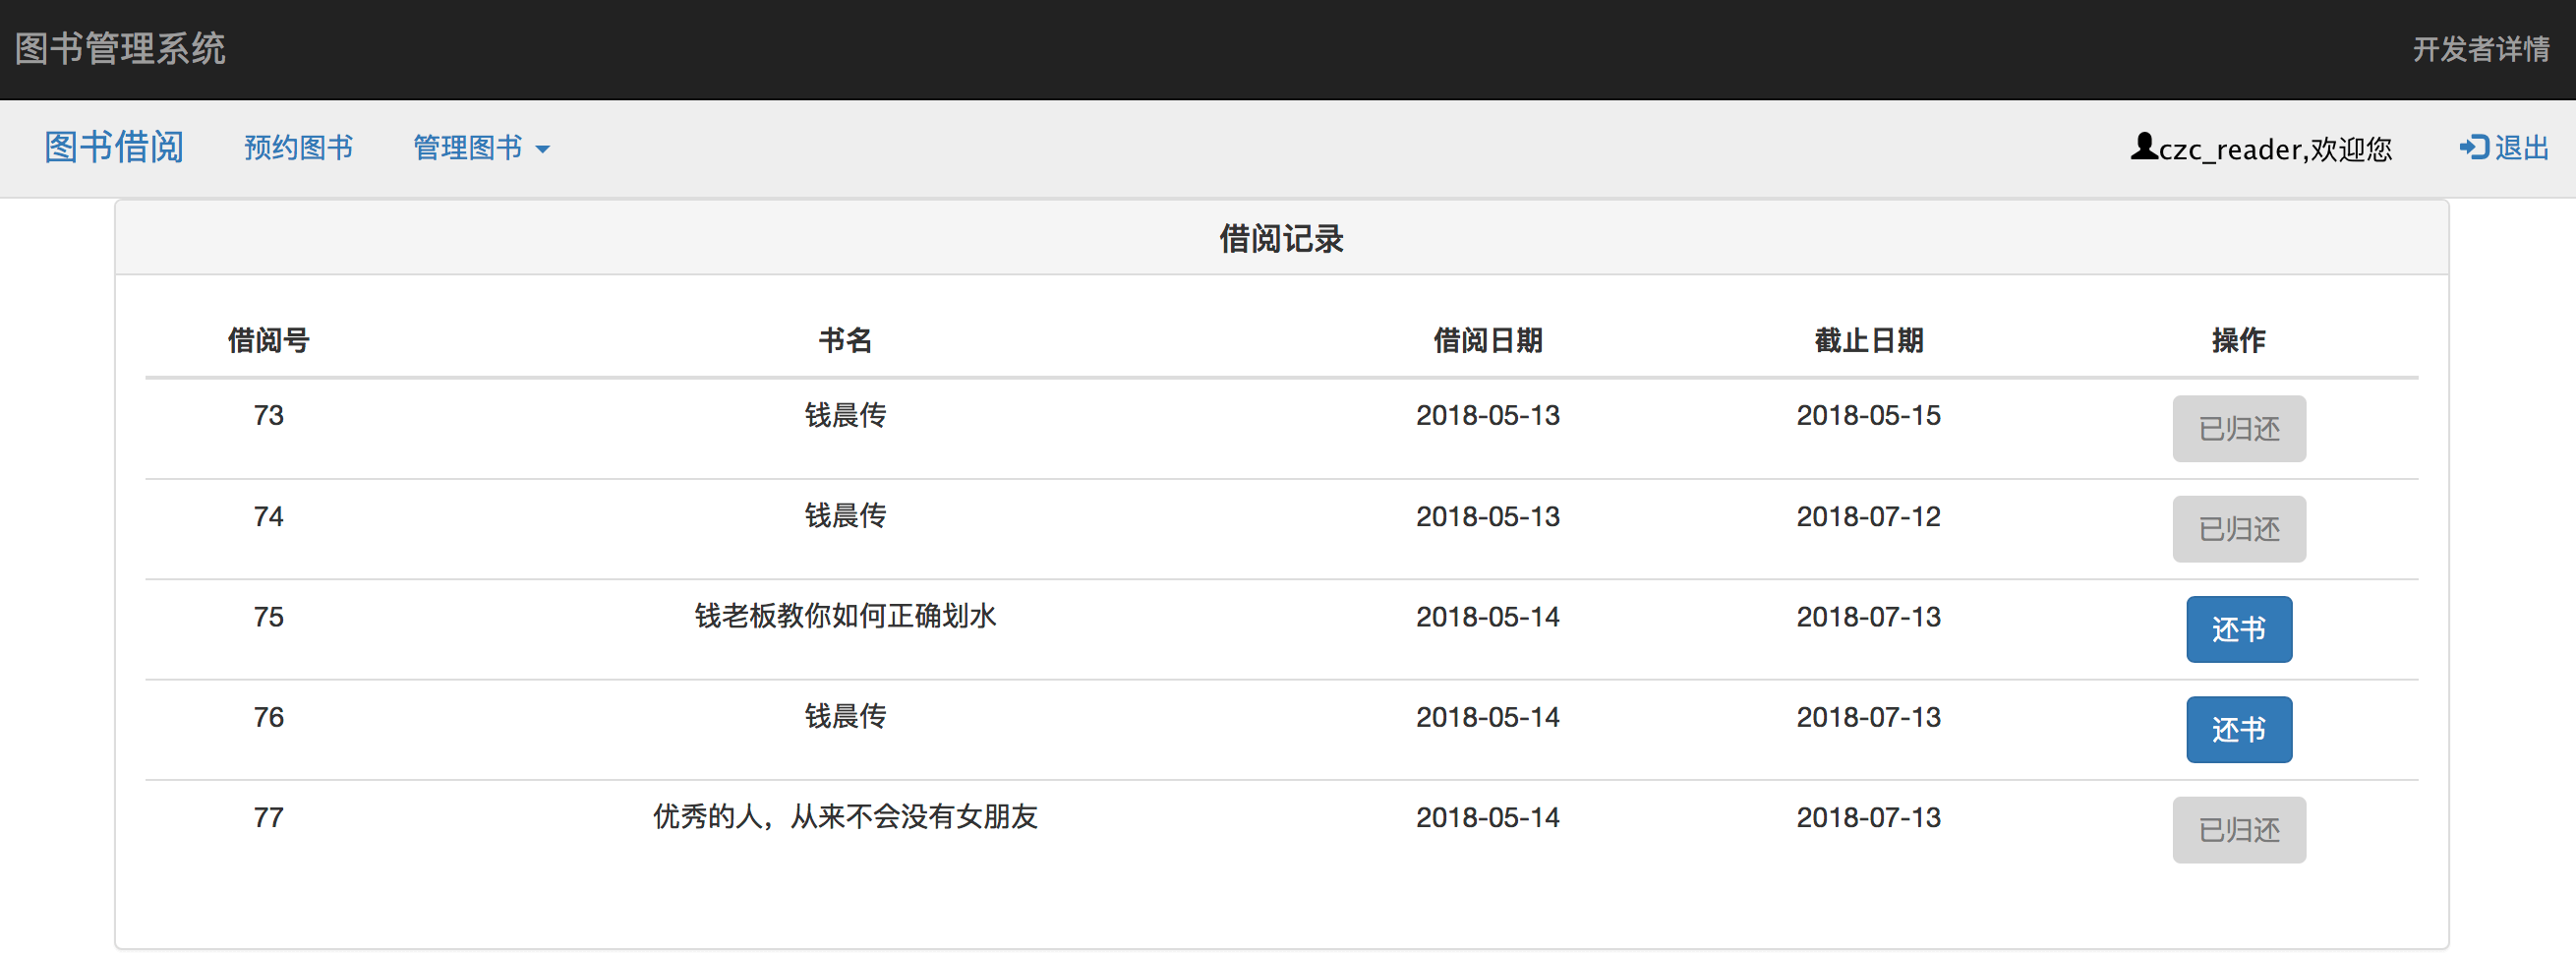 图书管理系统 开发者详情
图书借阅 预约图书 管理图书 czc_reader,欢迎您 退出
借阅记录
借阅号 书名 借阅日期 截止日期 操作
73 钱晨传 2018-05-13 2018-05-15 已归还
74 钱晨传 2018-05-13 2018-07-12 已归还
75 钱老板教你如何正确划水 2018-05-14 2018-07-13 还书
76 钱晨传 2018-05-14 2018-07-13 还书
77 优秀的人，从来不会没有女朋友 2018-05-14 2018-07-13 已归还